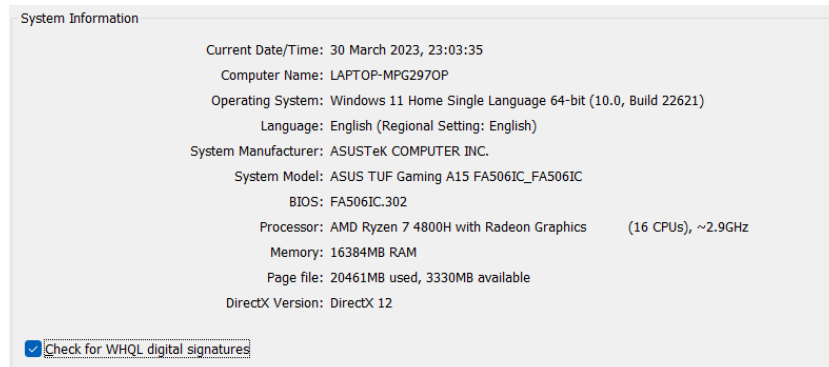 System Information
Current Date/Time: 30 March 2023, 23:03:35
Computer Name: LAPTOP-MPG297OP
Operating System: Windows 11 Home Single Language 64-bit (10.0, Build 22621)
Language: English (Regional Setting: English)
System Manufacturer: ASUSTeK COMPUTER INC.
System Model: ASUS TUF Gaming A15 FA506IC_FA506IC
BIOS: FA506IC.302
Processor: AMD Ryzen 7 4800H with Radeon Graphics (16 CPUs), ~2.9GHz
Memory: 16384MB RAM
Page file: 20461MB used, 3330MB available
DirectX Version: DirectX 12
Check for WHQL digital signatures